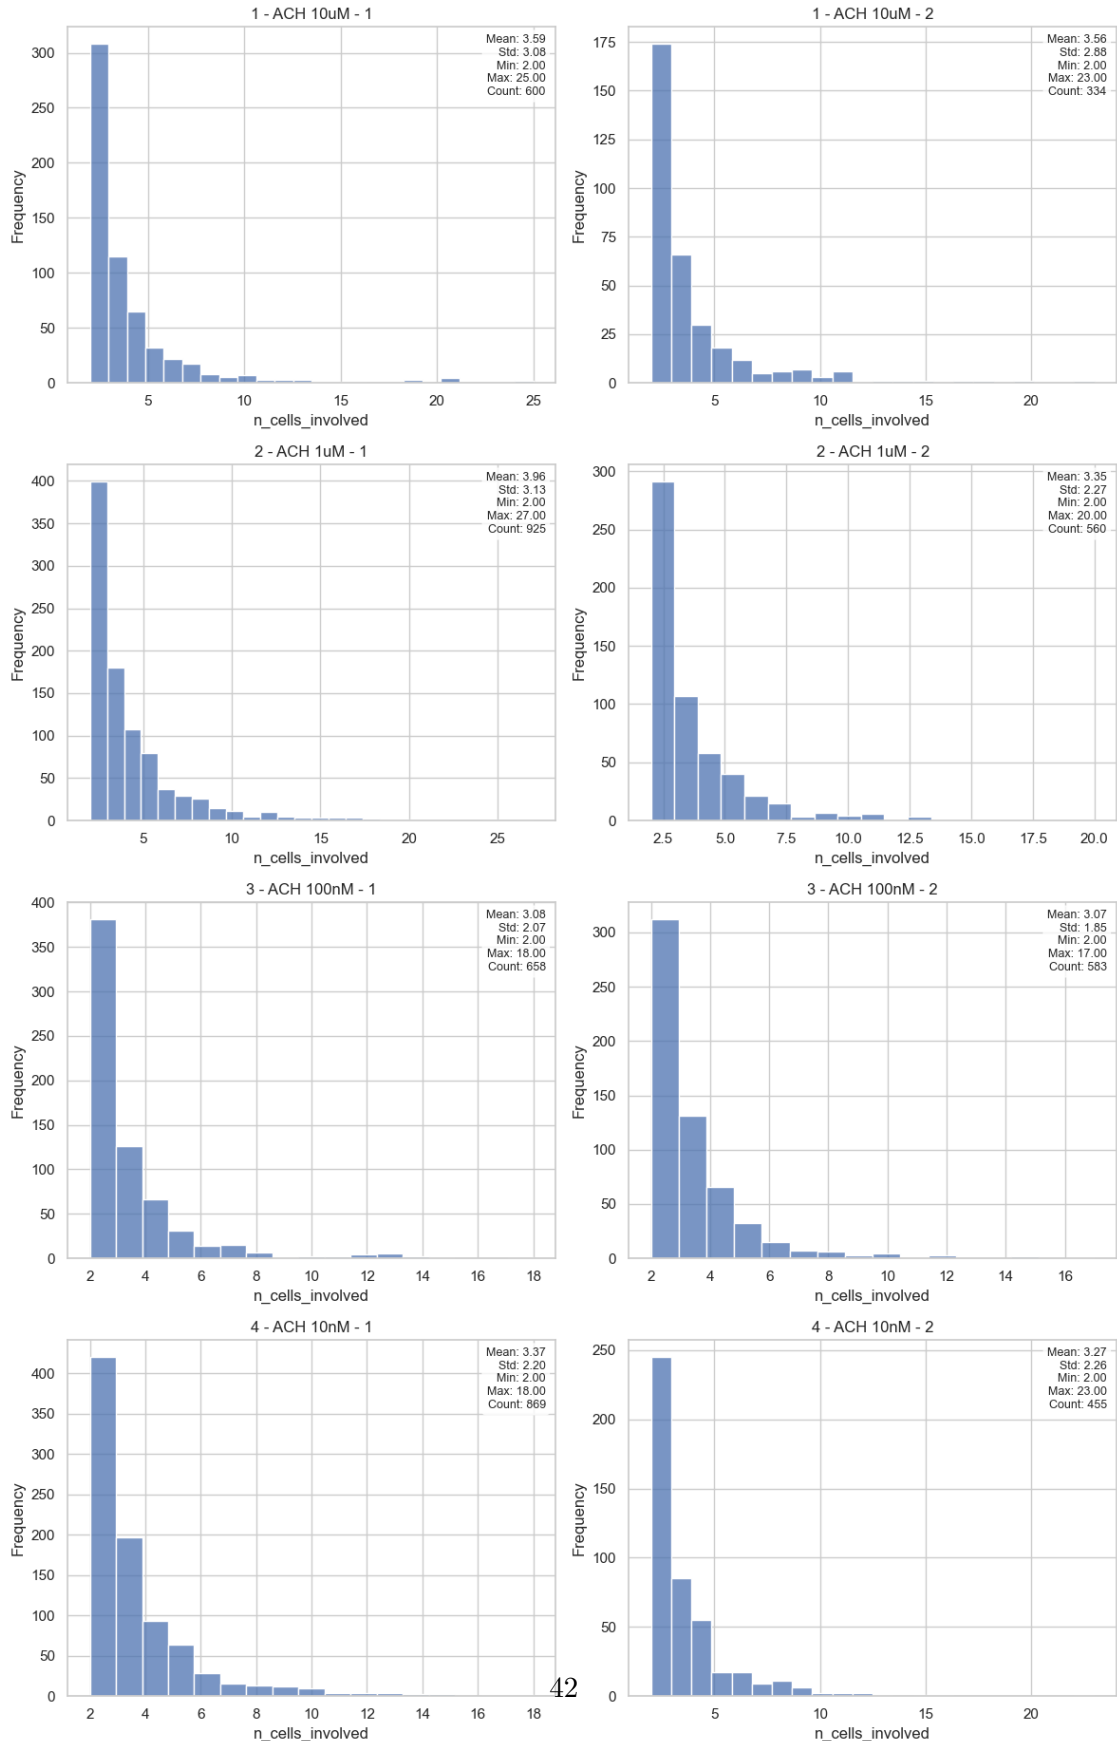 1 - ACH 10uM - 1
Mean: 3.59
Std: 3.08
Min: 2.00
Max: 25.00
Count: 600
300
250
200
150
100
50
0
Frequency
5
10
15
20
25
n_cells_involved
1 - ACH 10uM - 2
Mean: 3.56
Std: 2.88
Min: 2.00
Max: 23.00
Count: 334
175
150
125
100
75
50
25
0
Frequency
5
10
15
20
n_cells_involved
2 - ACH 1uM - 1
Mean: 3.96
Std: 3.13
Min: 2.00
Max: 27.00
Count: 925
400
350
300
250
200
150
100
50
0
Frequency
5
10
15
20
25
n_cells_involved
2 - ACH 1uM - 2
Mean: 3.35
Std: 2.27
Min: 2.00
Max: 20.00
Count: 560
300
250
200
150
100
50
0
Frequency
2.5
5.0
7.5
10.0
12.5
15.0
17.5
20.0
n_cells_involved
3 - ACH 100nM - 1
Mean: 3.08
Std: 2.07
Min: 2.00
Max: 18.00
Count: 658
400
350
300
250
200
150
100
50
0
Frequency
2
4
6
8
10
12
14
16
18
n_cells_involved
3 - ACH 100nM - 2
Mean: 3.07
Std: 1.85
Min: 2.00
Max: 17.00
Count: 583
300
250
200
150
100
50
0
Frequency
2
4
6
8
10
12
14
16
n_cells_involved
4 - ACH 10nM - 1
Mean: 3.37
Std: 2.20
Min: 2.00
Max: 18.00
Count: 869
400
350
300
250
200
150
100
50
0
Frequency
2
4
6
8
10
12
14
16
18
n_cells_involved
4 - ACH 10nM - 2
Mean: 3.27
Std: 2.26
Min: 2.00
Max: 23.00
Count: 455
250
200
150
100
50
0
Frequency
5
10
15
20
n_cells_involved
42